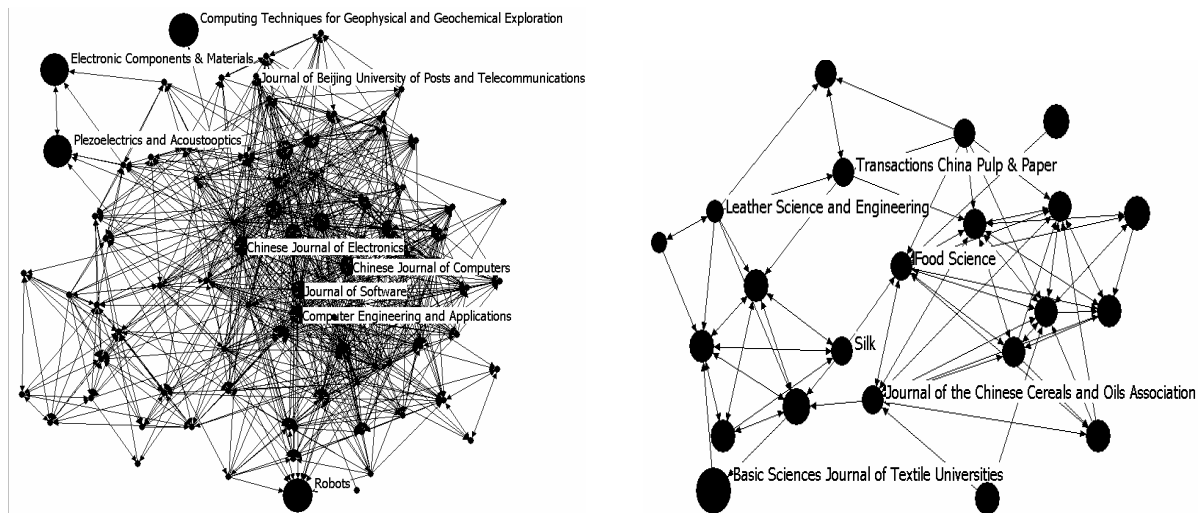 Computing Techniques for Geophysical and Geochemical Exploration
Electronic Components & Materials
Journal of Beijing University of Posts and Telecommunications
Plezoelectrics and Acoustooptics
Chinese Journal of Electronics
Chinese Journal of Computers
Journal of Software
Computer Engineering and Applications
Robots
Transactions China Pulp & Paper
Leather Science and Engineering
Food Science
Silk
Journal of the Chinese Cereals and Oils Association
Basic Sciences Journal of Textile Universities